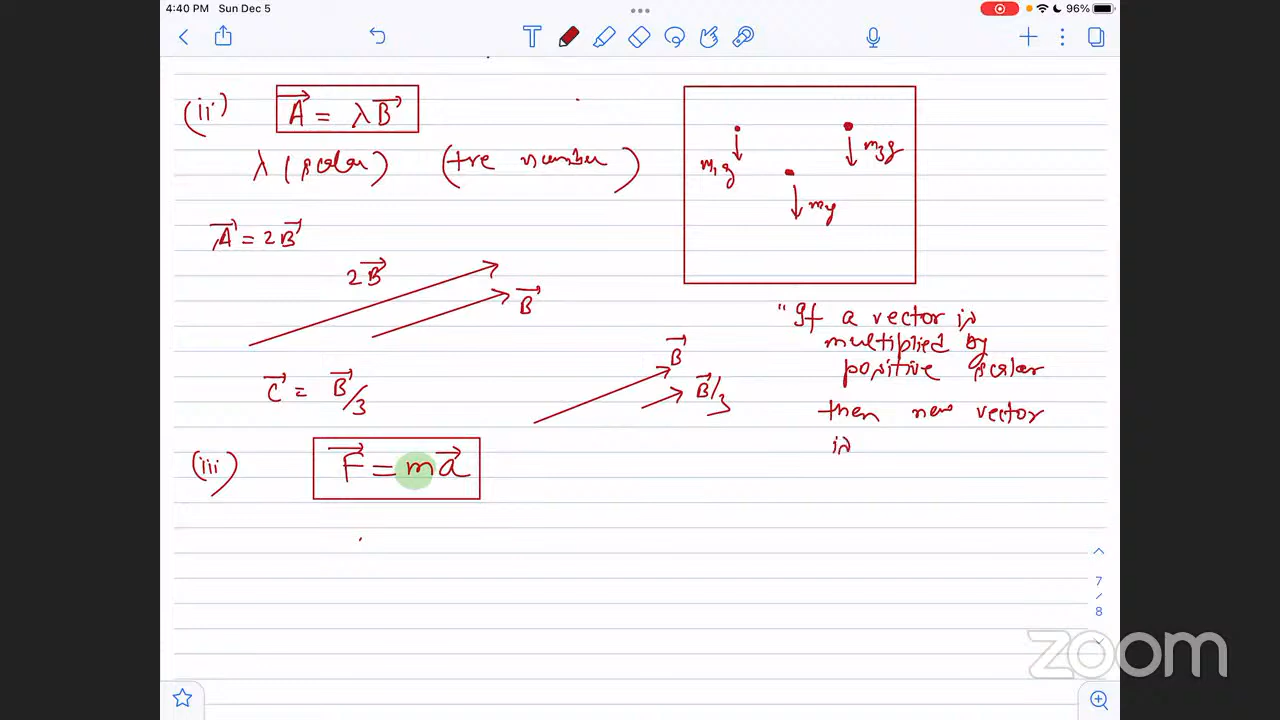 4:40 PM Sun Dec 5
96%
(ii) A⃗ = λB⃗
λ (scalar) (+ve number)
A⃗ = 2B⃗
2B⃗
B⃗
C⃗ = B⃗/3
B⃗
B⃗/3
(iii) F⃗ = ma⃗
m₁g
m₃g
mg
"If a vector is
multiplied by
positive scalar
then new vector
is
7
/
8
zoom